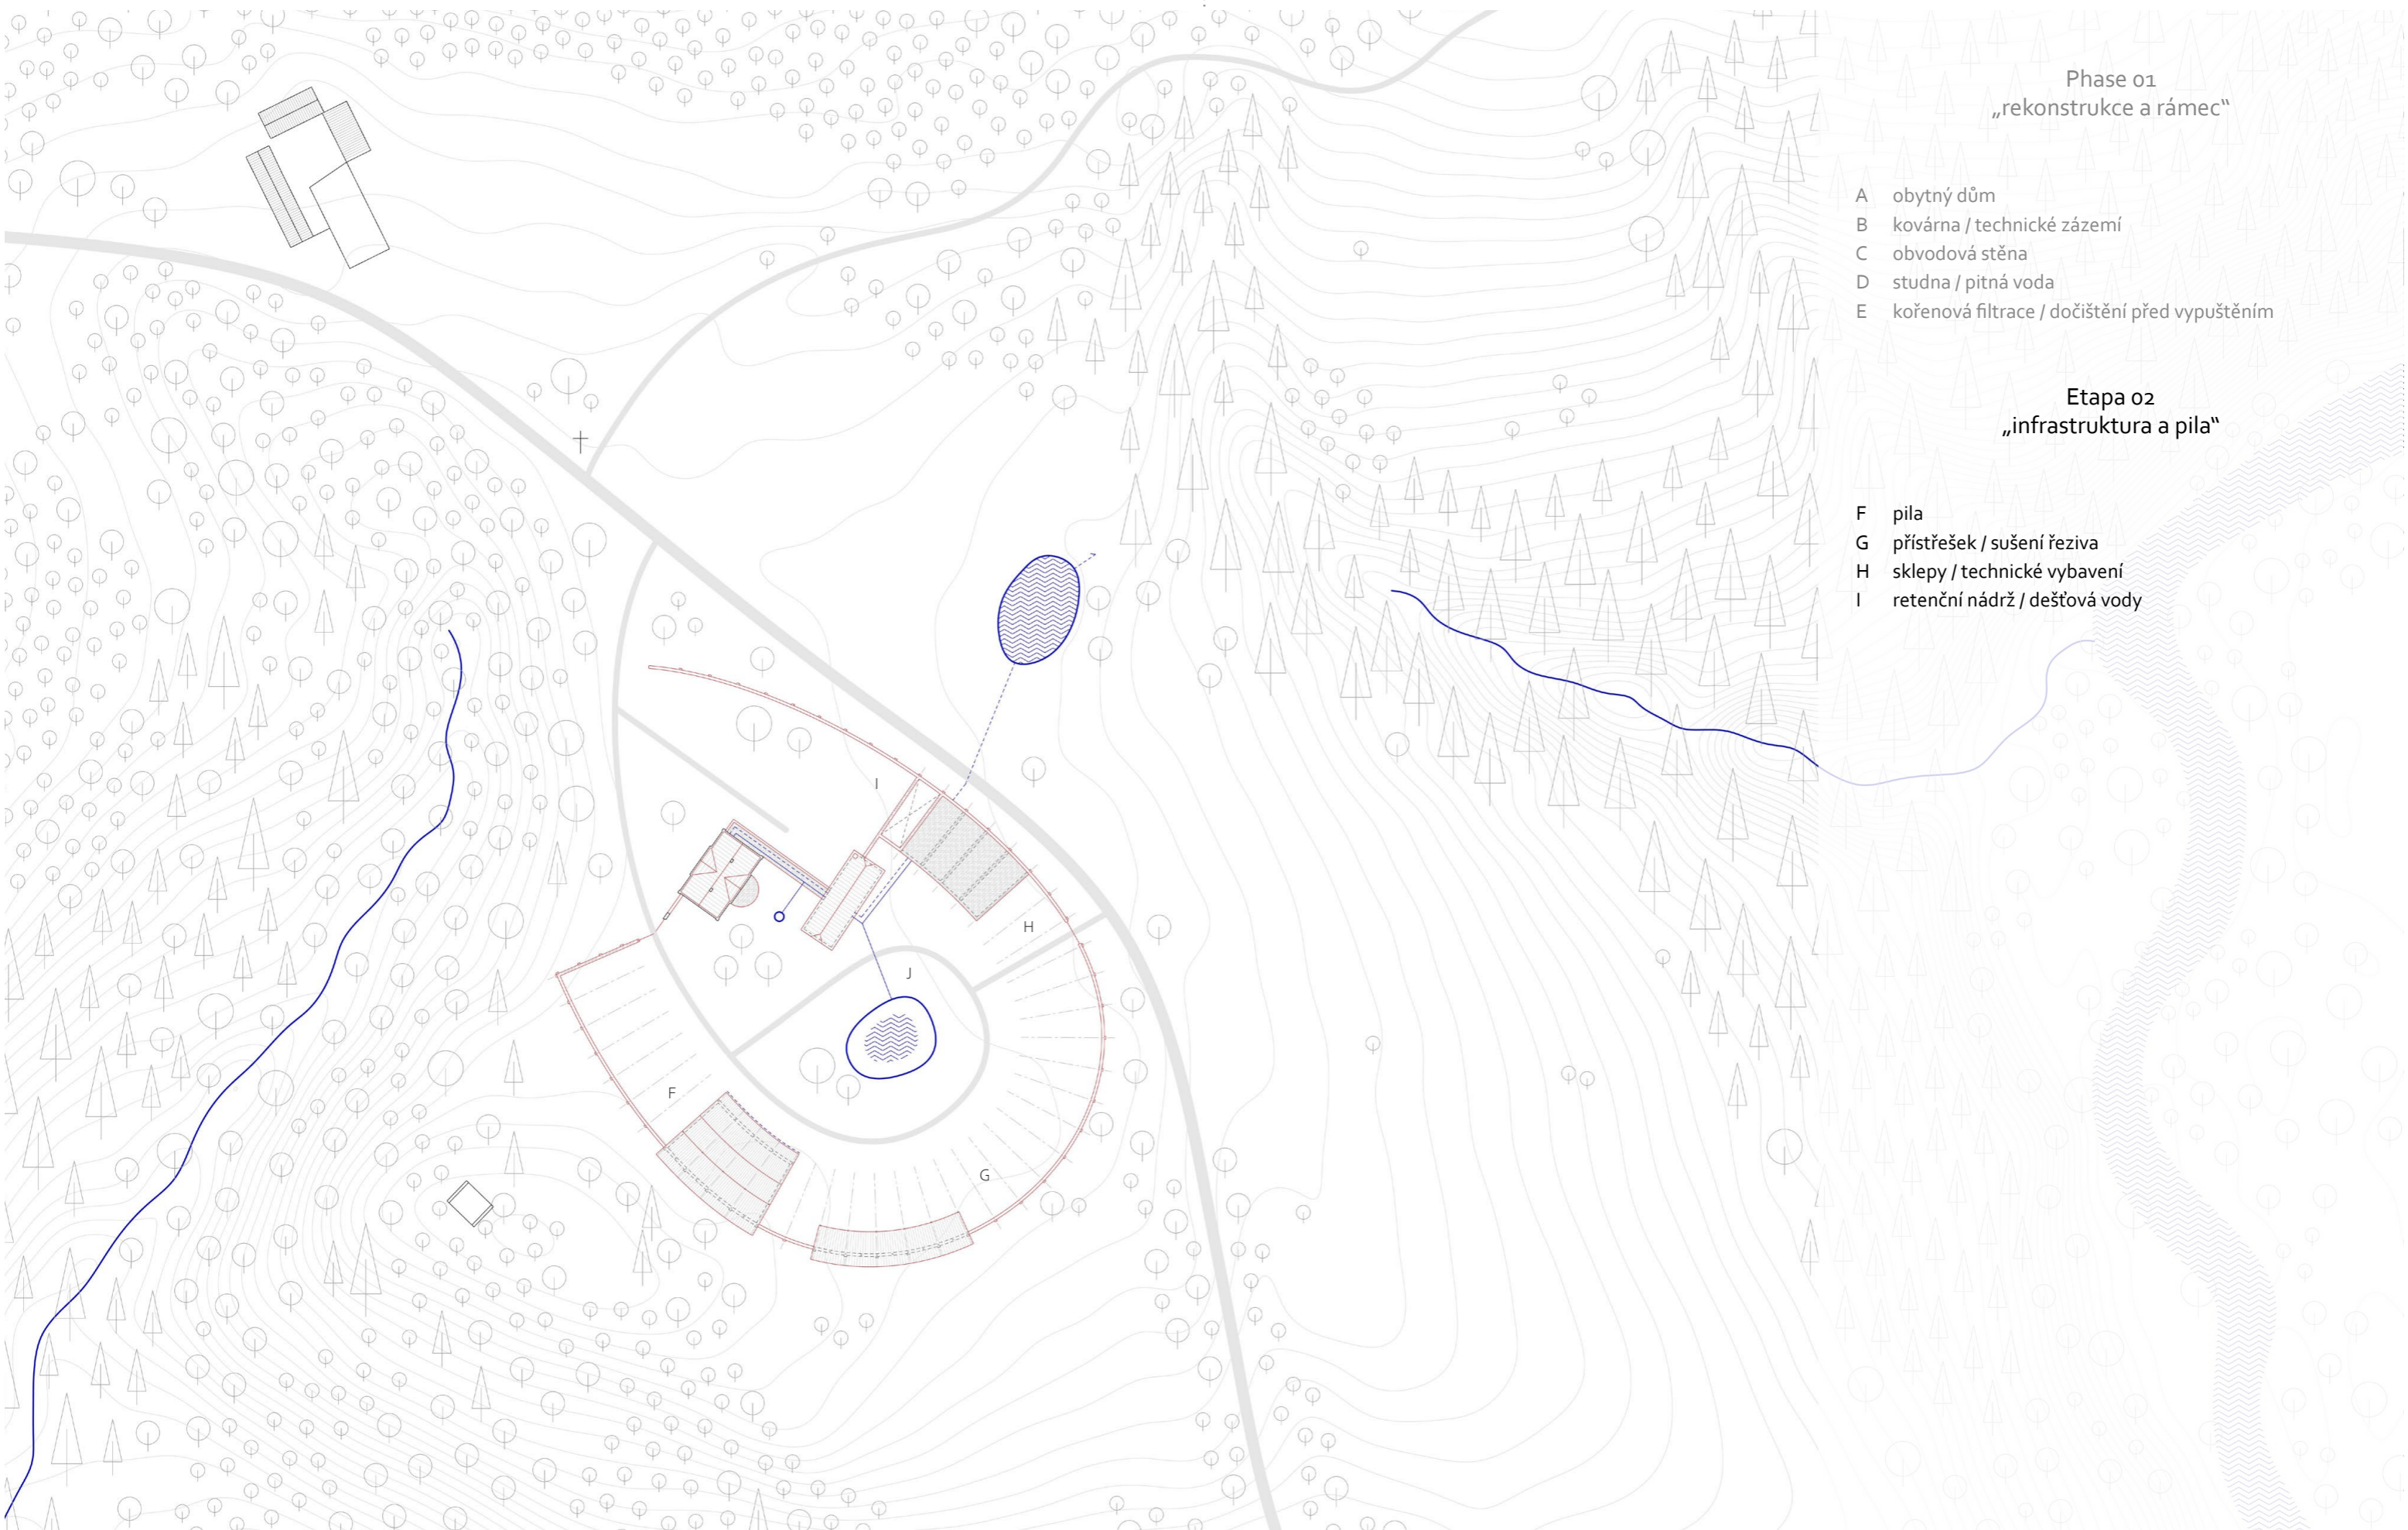 Phase 01
„rekonstrukce a rámec“
A obytný dům
B kovárna / technické zázemí
C obvodová stěna
D studna / pitná voda
E kořenová filtrace / dočištění před vypuštěním
Etapa 02
„infrastruktura a pila“
F pila
G přístřešek / sušení řeziva
H sklepy / technické vybavení
I retenční nádrž / dešťová vody
I
H
J
F
G